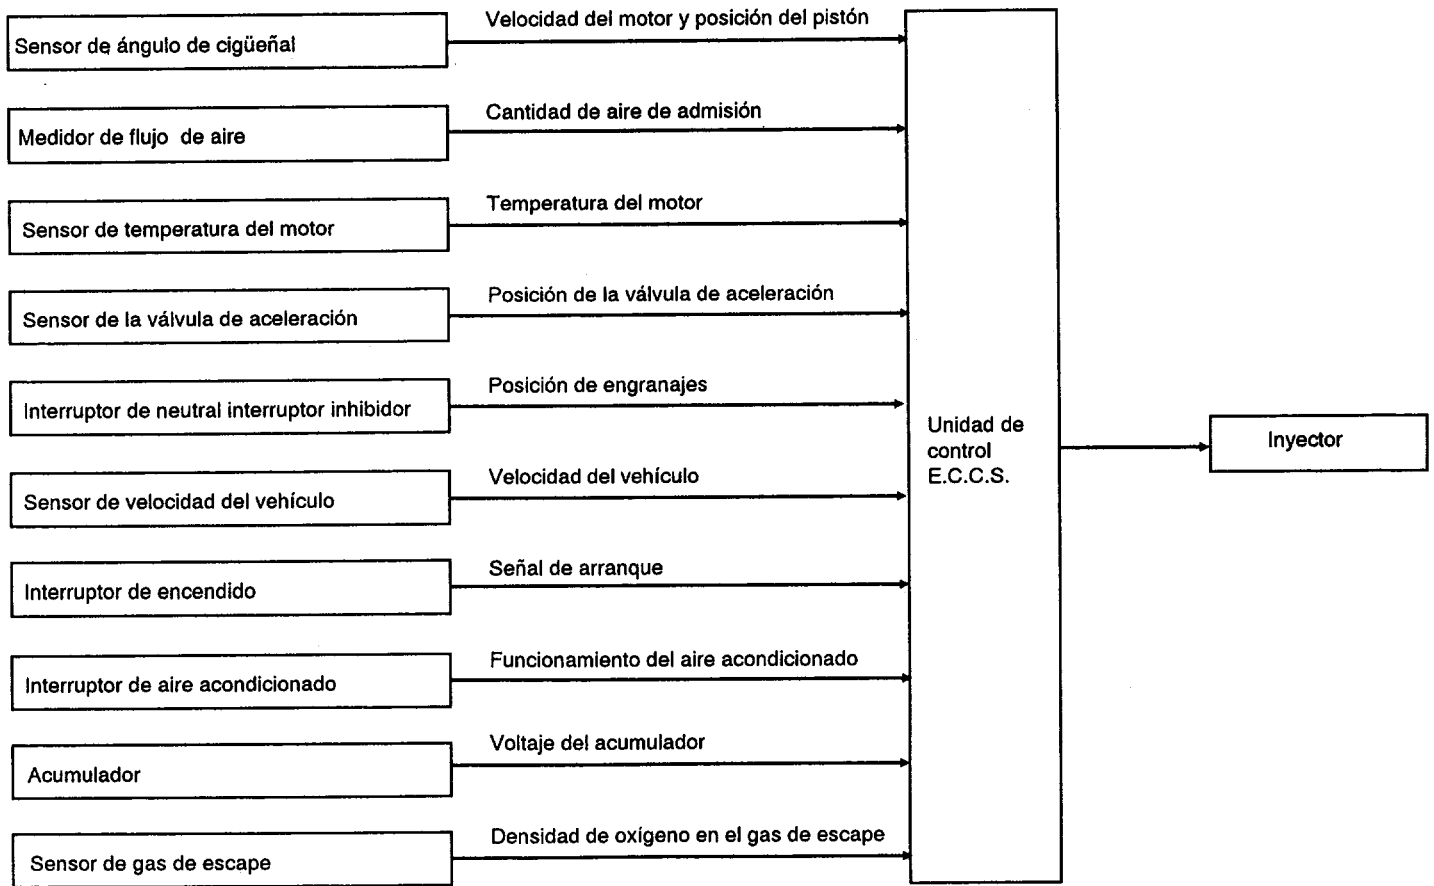 Velocidad del motor y posición del pistón
Sensor de ángulo de cigüeñal
Cantidad de aire de admisión
Medidor de flujo de aire
Temperatura del motor
Sensor de temperatura del motor
Posición de la válvula de aceleración
Sensor de la válvula de aceleración
Posición de engranajes
Interruptor de neutral interruptor inhibidor
Velocidad del vehículo
Sensor de velocidad del vehículo
Señal de arranque
Interruptor de encendido
Funcionamiento del aire acondicionado
Interruptor de aire acondicionado
Voltaje del acumulador
Acumulador
Densidad de oxígeno en el gas de escape
Sensor de gas de escape
Unidad de
control
E.C.C.S.
Inyector